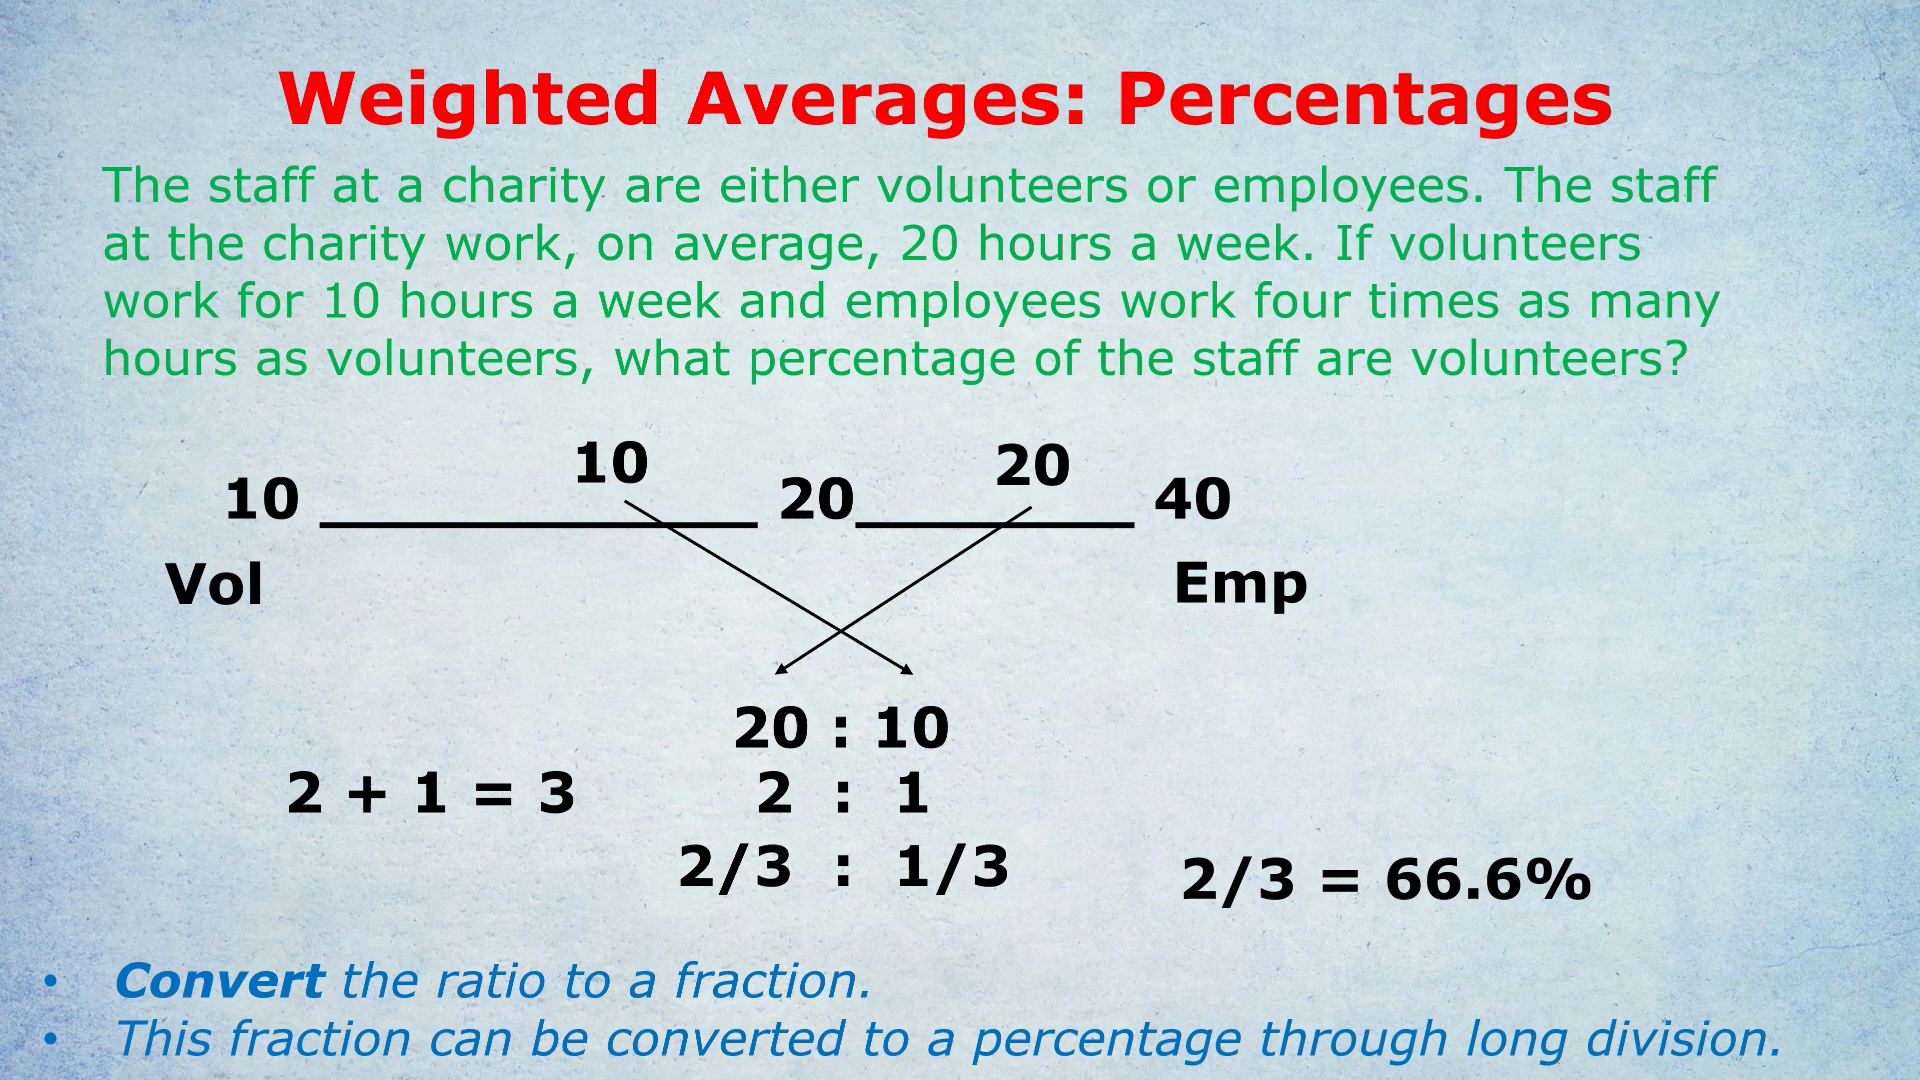 Weighted Averages: Percentages
The staff at a charity are either volunteers or employees. The staff
at the charity work, on average, 20 hours a week. If volunteers
work for 10 hours a week and employees work four times as many
hours as volunteers, what percentage of the staff are volunteers?
10 20
10 20 40
Vol Emp
20 : 10
2 + 1 = 3 2 : 1
2/3 : 1/3 2/3 = 66.6%
• Convert the ratio to a fraction.
• This fraction can be converted to a percentage through long division.